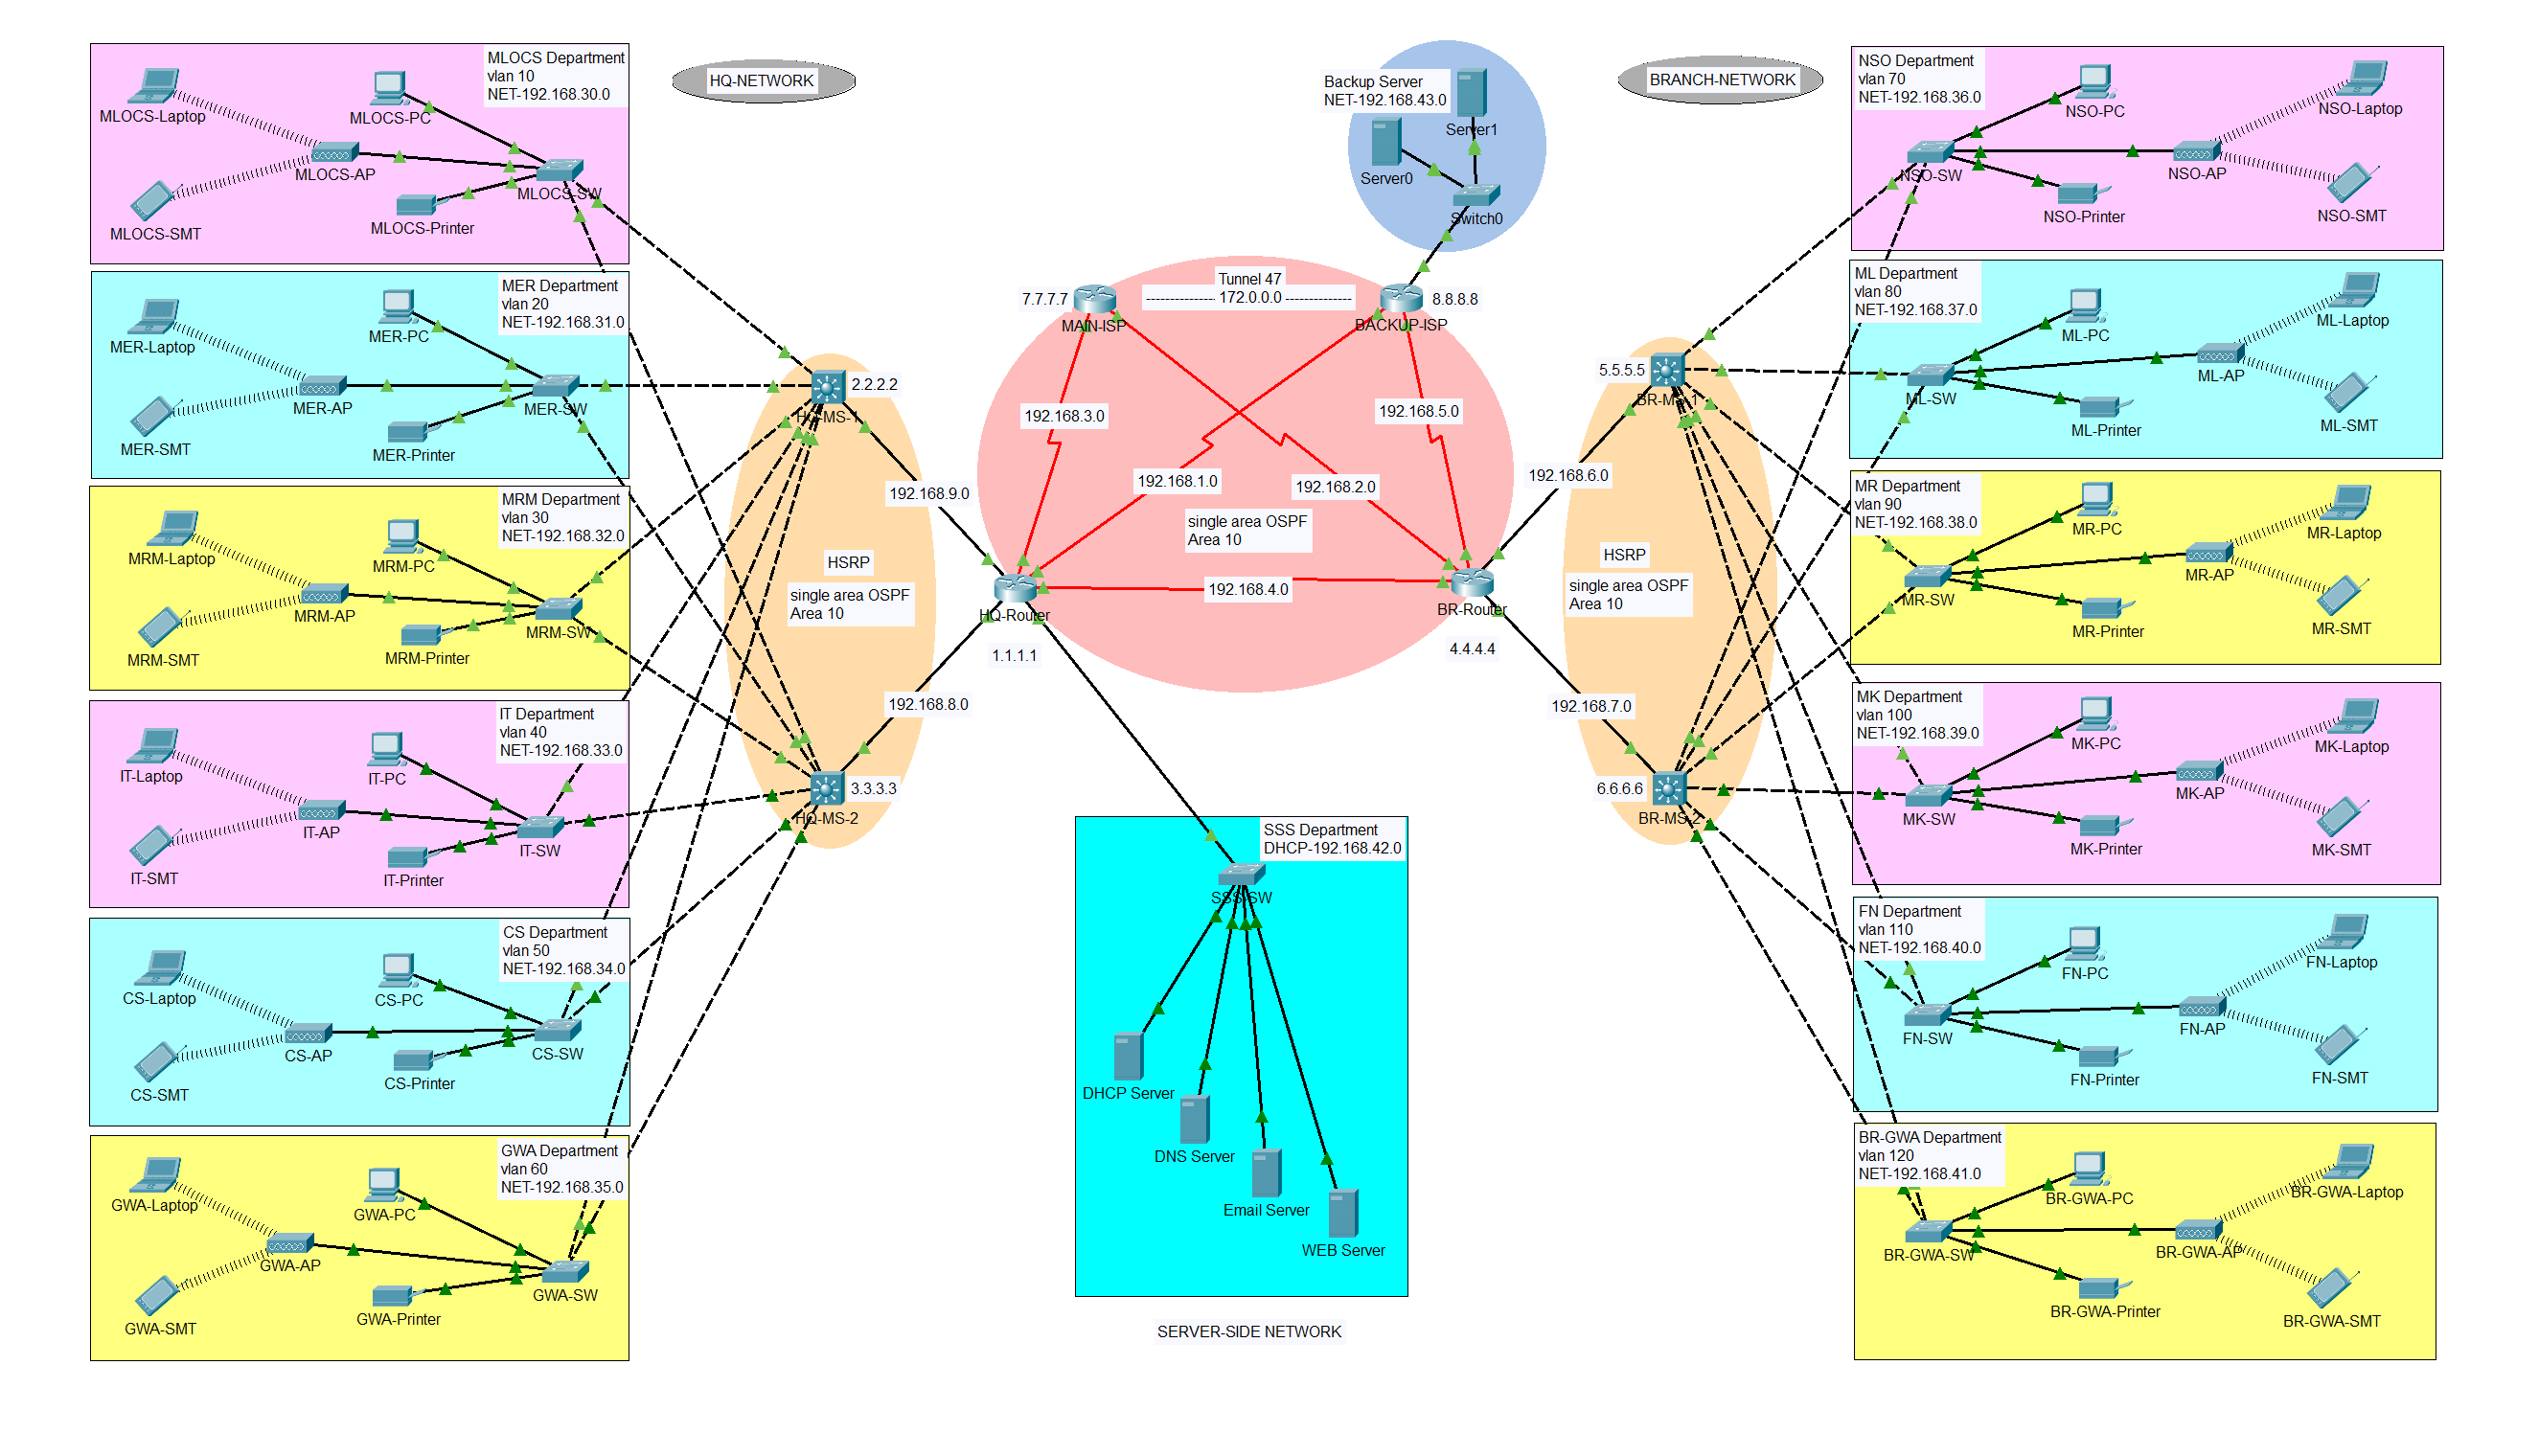 HQ-NETWORK
BRANCH-NETWORK
MLOCS Department
vlan 10
NET-192.168.30.0
MLOCS-Laptop
MLOCS-PC
MLOCS-AP
MLOCS-SW
MLOCS-SMT
MLOCS-Printer
MER Department
vlan 20
NET-192.168.31.0
MER-Laptop
MER-PC
MER-AP
MER-SW
MER-SMT
MER-Printer
MRM Department
vlan 30
NET-192.168.32.0
MRM-Laptop
MRM-PC
MRM-AP
MRM-SW
MRM-SMT
MRM-Printer
IT Department
vlan 40
NET-192.168.33.0
IT-Laptop
IT-PC
IT-AP
IT-SW
IT-SMT
IT-Printer
CS Department
vlan 50
NET-192.168.34.0
CS-Laptop
CS-PC
CS-AP
CS-SW
CS-SMT
CS-Printer
GWA Department
vlan 60
NET-192.168.35.0
GWA-Laptop
GWA-PC
GWA-AP
GWA-SW
GWA-SMT
GWA-Printer
2.2.2.2
HQ-MS-1
HSRP
single area OSPF
Area 10
3.3.3.3
HQ-MS-2
192.168.9.0
192.168.8.0
Backup Server
NET-192.168.43.0
Server1
Server0
Switch0
Tunnel 47
-------------- 172.0.0.0 --------------
7.7.7.7
MAIN-ISP
8.8.8.8
BACKUP-ISP
192.168.3.0
192.168.5.0
192.168.1.0
192.168.2.0
single area OSPF
Area 10
192.168.4.0
HQ-Router
1.1.1.1
BR-Router
4.4.4.4
SSS Department
DHCP-192.168.42.0
SSS-SW
DHCP Server
DNS Server
Email Server
WEB Server
SERVER-SIDE NETWORK
192.168.6.0
192.168.7.0
5.5.5.5
BR-MS-1
HSRP
single area OSPF
Area 10
6.6.6.6
BR-MS-2
NSO Department
vlan 70
NET-192.168.36.0
NSO-PC
NSO-Laptop
NSO-SW
NSO-AP
NSO-Printer
NSO-SMT
ML Department
vlan 80
NET-192.168.37.0
ML-PC
ML-Laptop
ML-SW
ML-AP
ML-Printer
ML-SMT
MR Department
vlan 90
NET-192.168.38.0
MR-PC
MR-Laptop
MR-SW
MR-AP
MR-Printer
MR-SMT
MK Department
vlan 100
NET-192.168.39.0
MK-PC
MK-Laptop
MK-SW
MK-AP
MK-Printer
MK-SMT
FN Department
vlan 110
NET-192.168.40.0
FN-PC
FN-Laptop
FN-SW
FN-AP
FN-Printer
FN-SMT
BR-GWA Department
vlan 120
NET-192.168.41.0
BR-GWA-PC
BR-GWA-Laptop
BR-GWA-SW
BR-GWA-AP
BR-GWA-Printer
BR-GWA-SMT